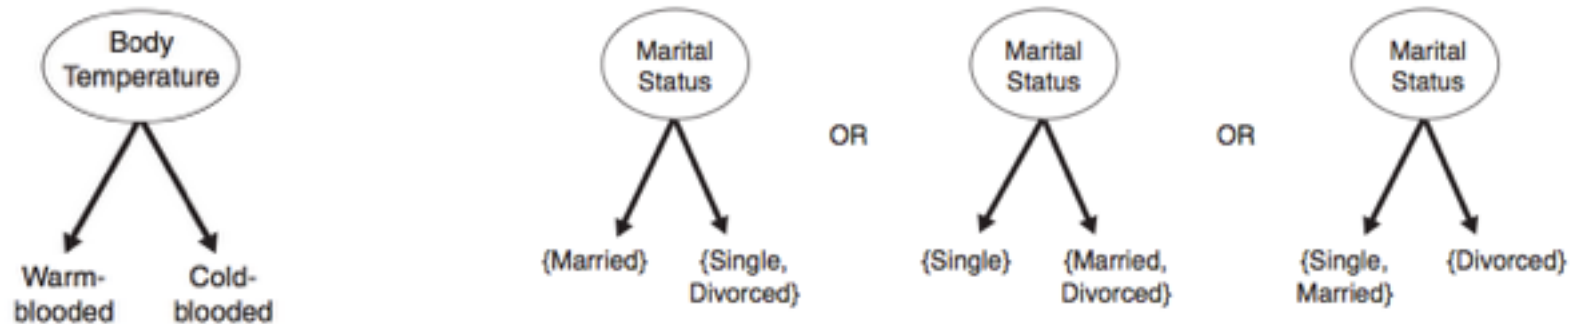 Body
Temperature
Warm-
blooded
Cold-
blooded
Marital
Status
{Married}
{Single,
Divorced}
OR
Marital
Status
{Single}
{Married,
Divorced}
OR
Marital
Status
{Single,
Married}
{Divorced}